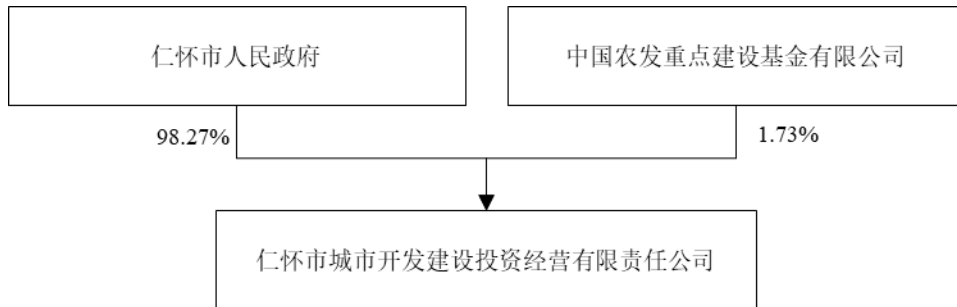 仁怀市人民政府
中国农发重点建设基金有限公司
98.27%
1.73%
仁怀市城市开发建设投资经营有限责任公司